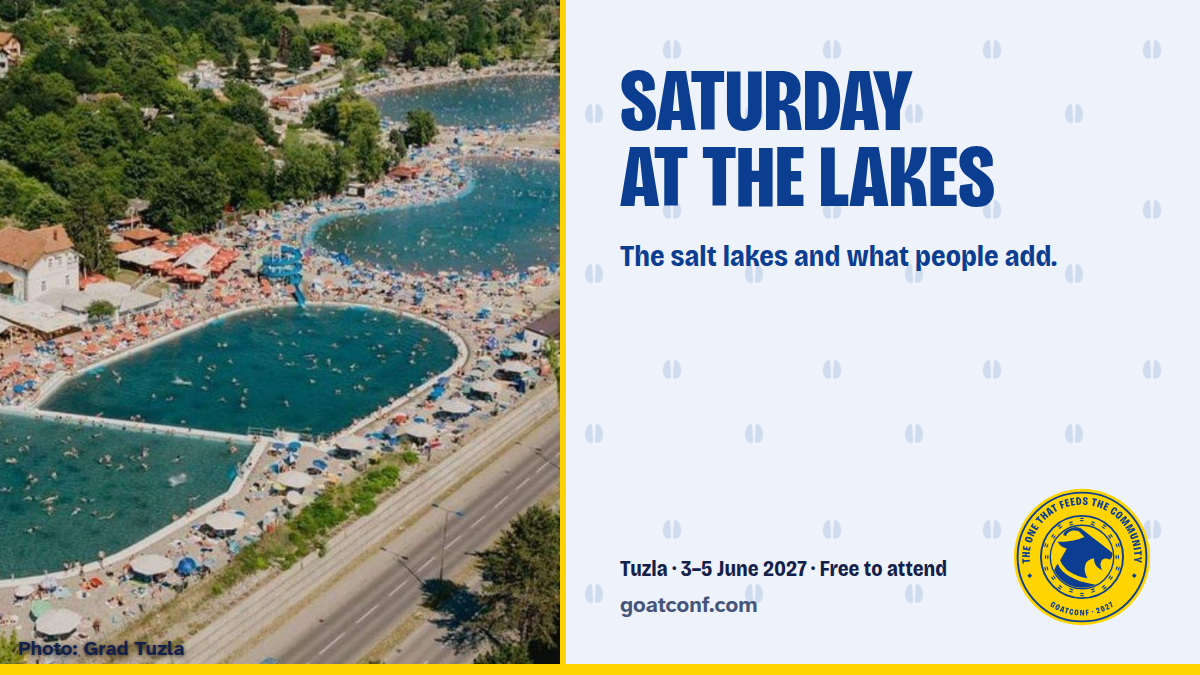 SATURDAY
AT THE LAKES
The salt lakes and what people add.
Tuzla · 3–5 June 2027 · Free to attend
goatconf.com
THE ONE THAT FEEDS THE COMMUNITY
GOATCONF · 2027
Photo: Grad Tuzla